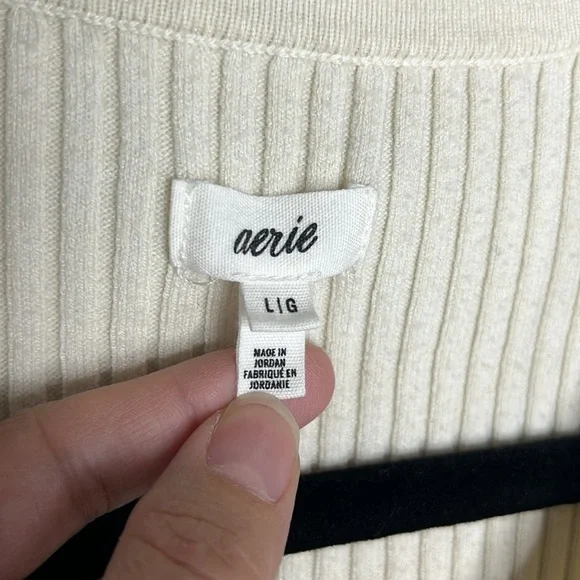 aerie
L|G
MADE IN
JORDAN
FABRIQUÉ EN
JORDANIE